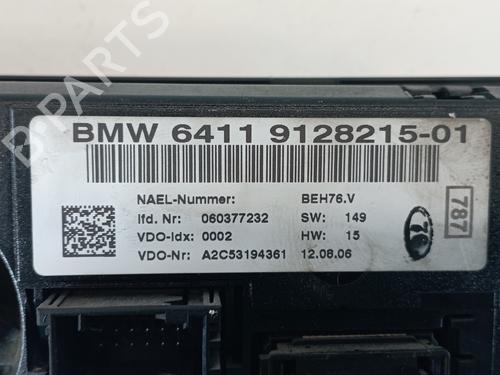 B-PARTS
BMW 6411 9128215-01
NAEL-Nummer: BEH76.V
lfd. Nr: 060377232 SW: 149
VDO-Idx: 0002 HW: 15
VDO-Nr: A2C53194361 12.06.06
787